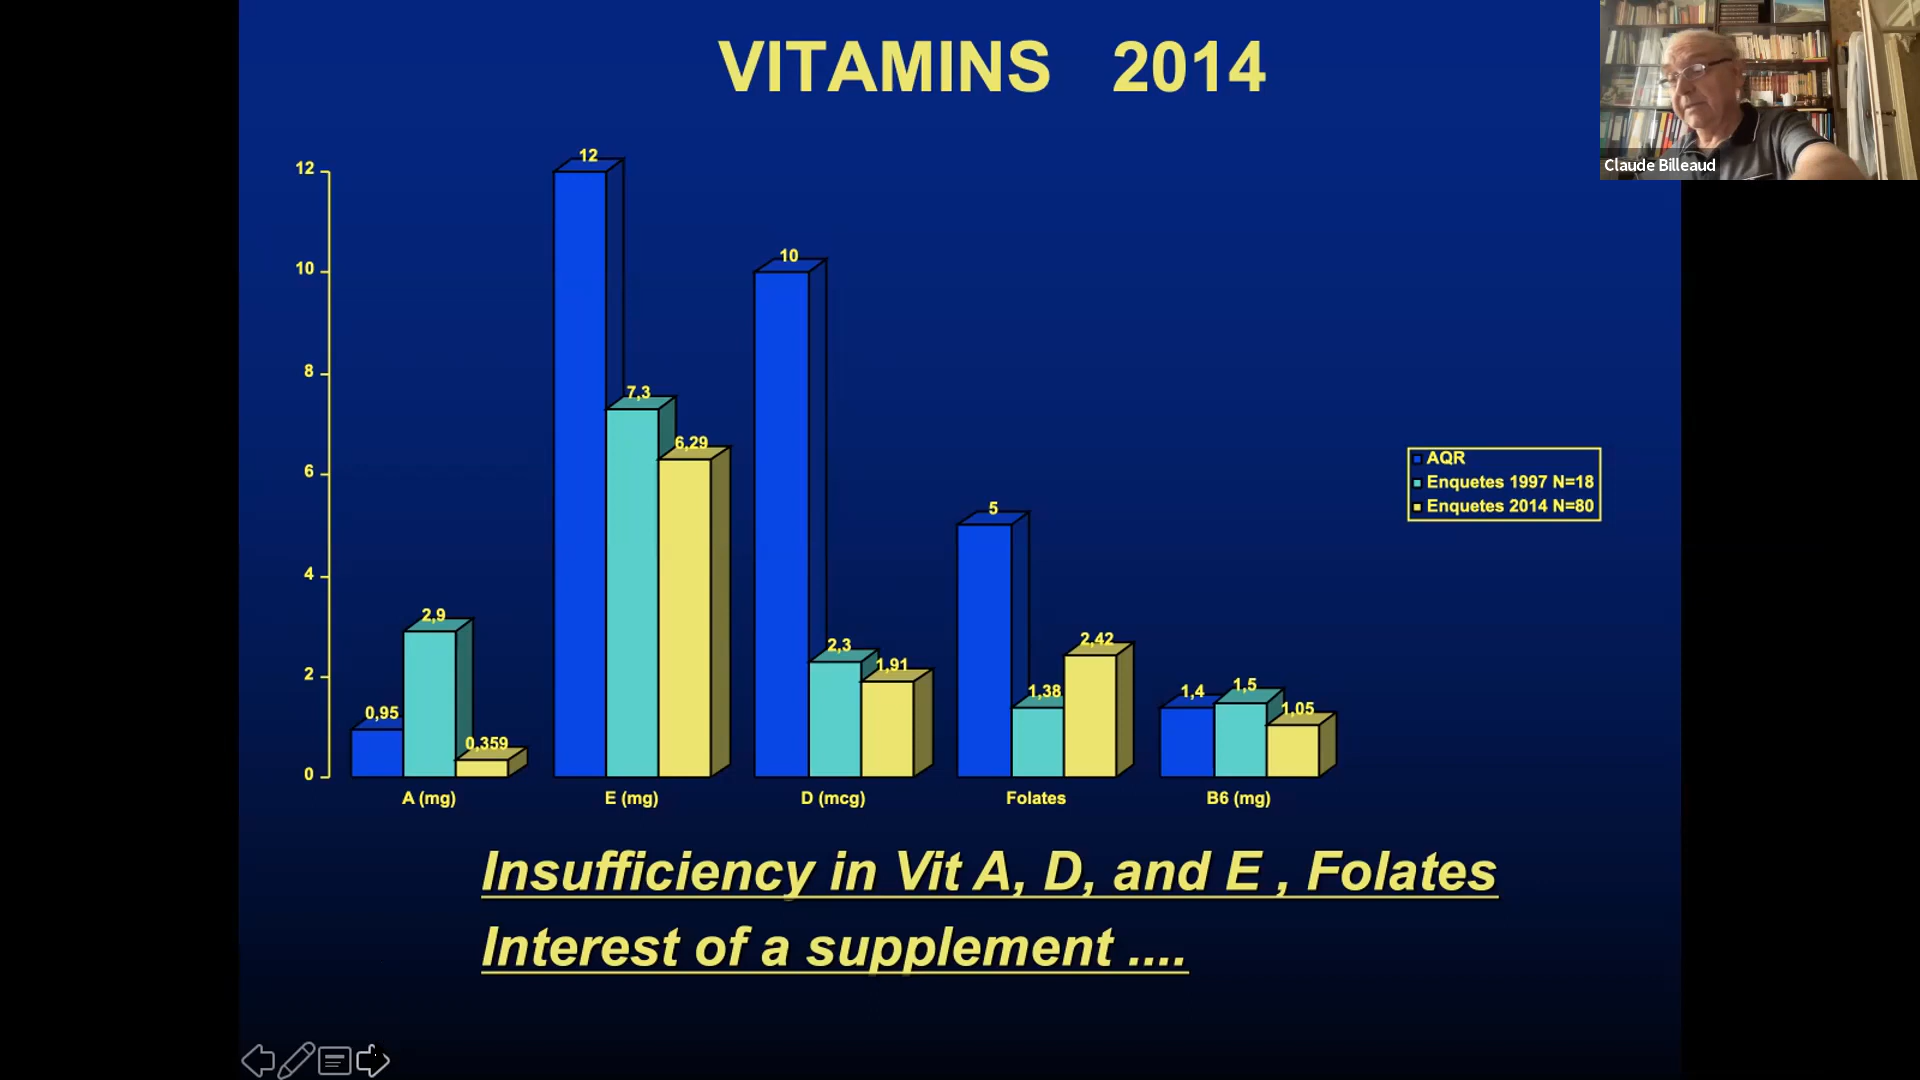 VITAMINS 2014
Claude Billeaud
12
10
8
6
4
2
0
0,95
2,9
0,359
12
7,3
6,29
10
2,3
1,91
5
1,38
2,42
1,4
1,5
1,05
A (mg)
E (mg)
D (mcg)
Folates
B6 (mg)
AQR
Enquetes 1997 N=18
Enquetes 2014 N=80
Insufficiency in Vit A, D, and E , Folates
Interest of a supplement ....